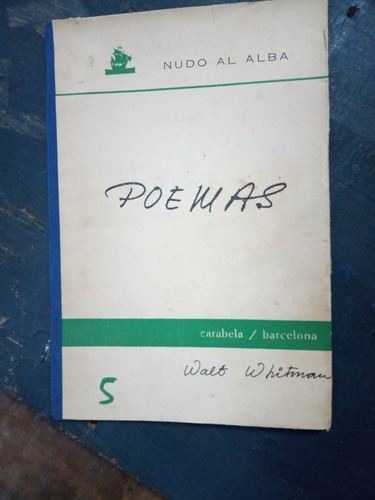 NUDO AL ALBA
POEMAS
carabela / barcelona
Walt Whitman
5